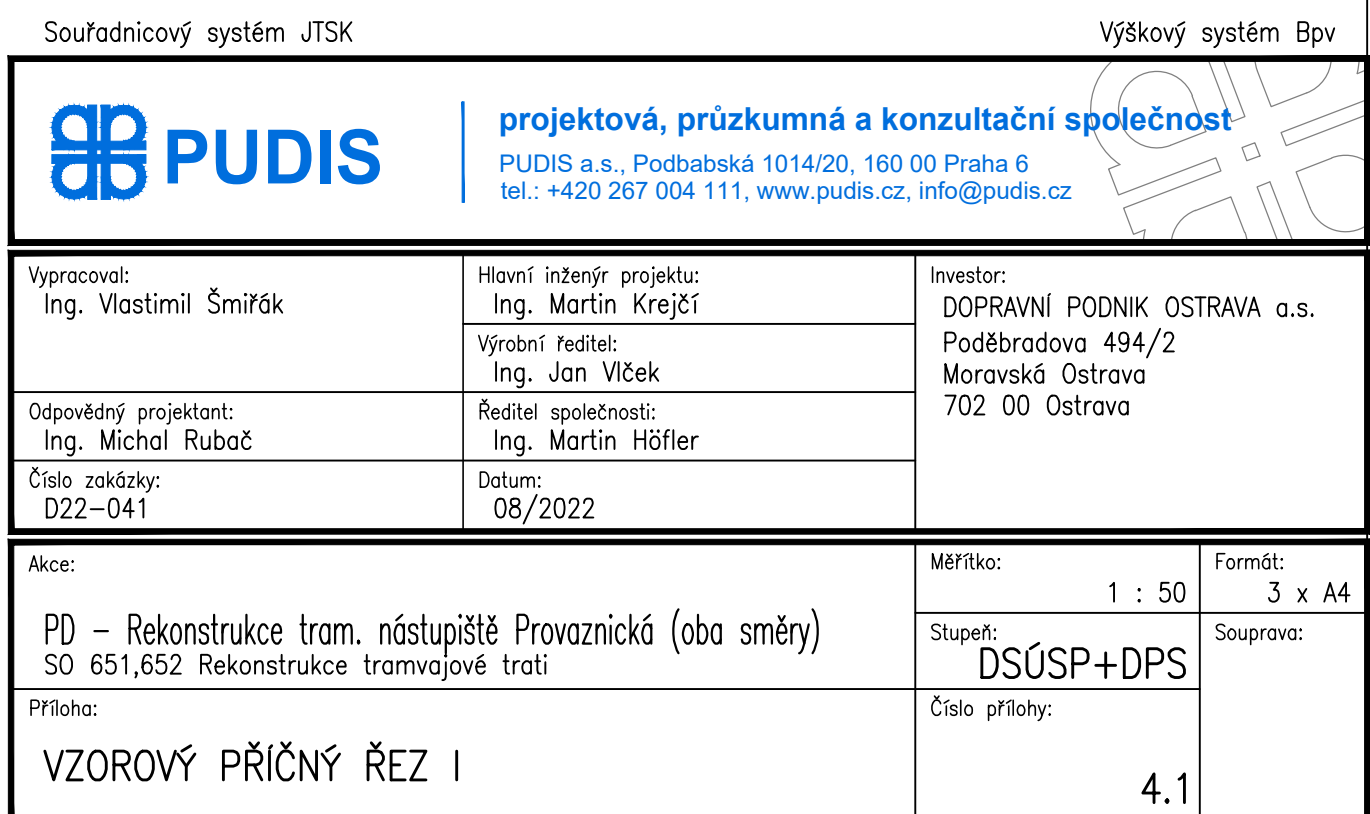 Souřadnicový systém JTSK
Výškový systém Bpv
PUDIS
projektová, průzkumná a konzultační společnost
PUDIS a.s., Podbabská 1014/20, 160 00 Praha 6
tel.: +420 267 004 111, www.pudis.cz, info@pudis.cz
Vypracoval:
Ing. Vlastimil Šmiřák
Hlavní inženýr projektu:
Ing. Martin Krejčí
Výrobní ředitel:
Ing. Jan Vlček
Investor:
DOPRAVNÍ PODNIK OSTRAVA a.s.
Poděbradova 494/2
Moravská Ostrava
702 00 Ostrava
Odpovědný projektant:
Ing. Michal Rubač
Ředitel společnosti:
Ing. Martin Höfler
Číslo zakázky:
D22-041
Datum:
08/2022
Akce:
PD – Rekonstrukce tram. nástupiště Provaznická (oba směry)
SO 651,652 Rekonstrukce tramvajové trati
Měřítko:
1 : 50
Formát:
3 x A4
Stupeň:
DSÚSP+DPS
Souprava:
Příloha:
VZOROVÝ PŘÍČNÝ ŘEZ I
Číslo přílohy:
4.1